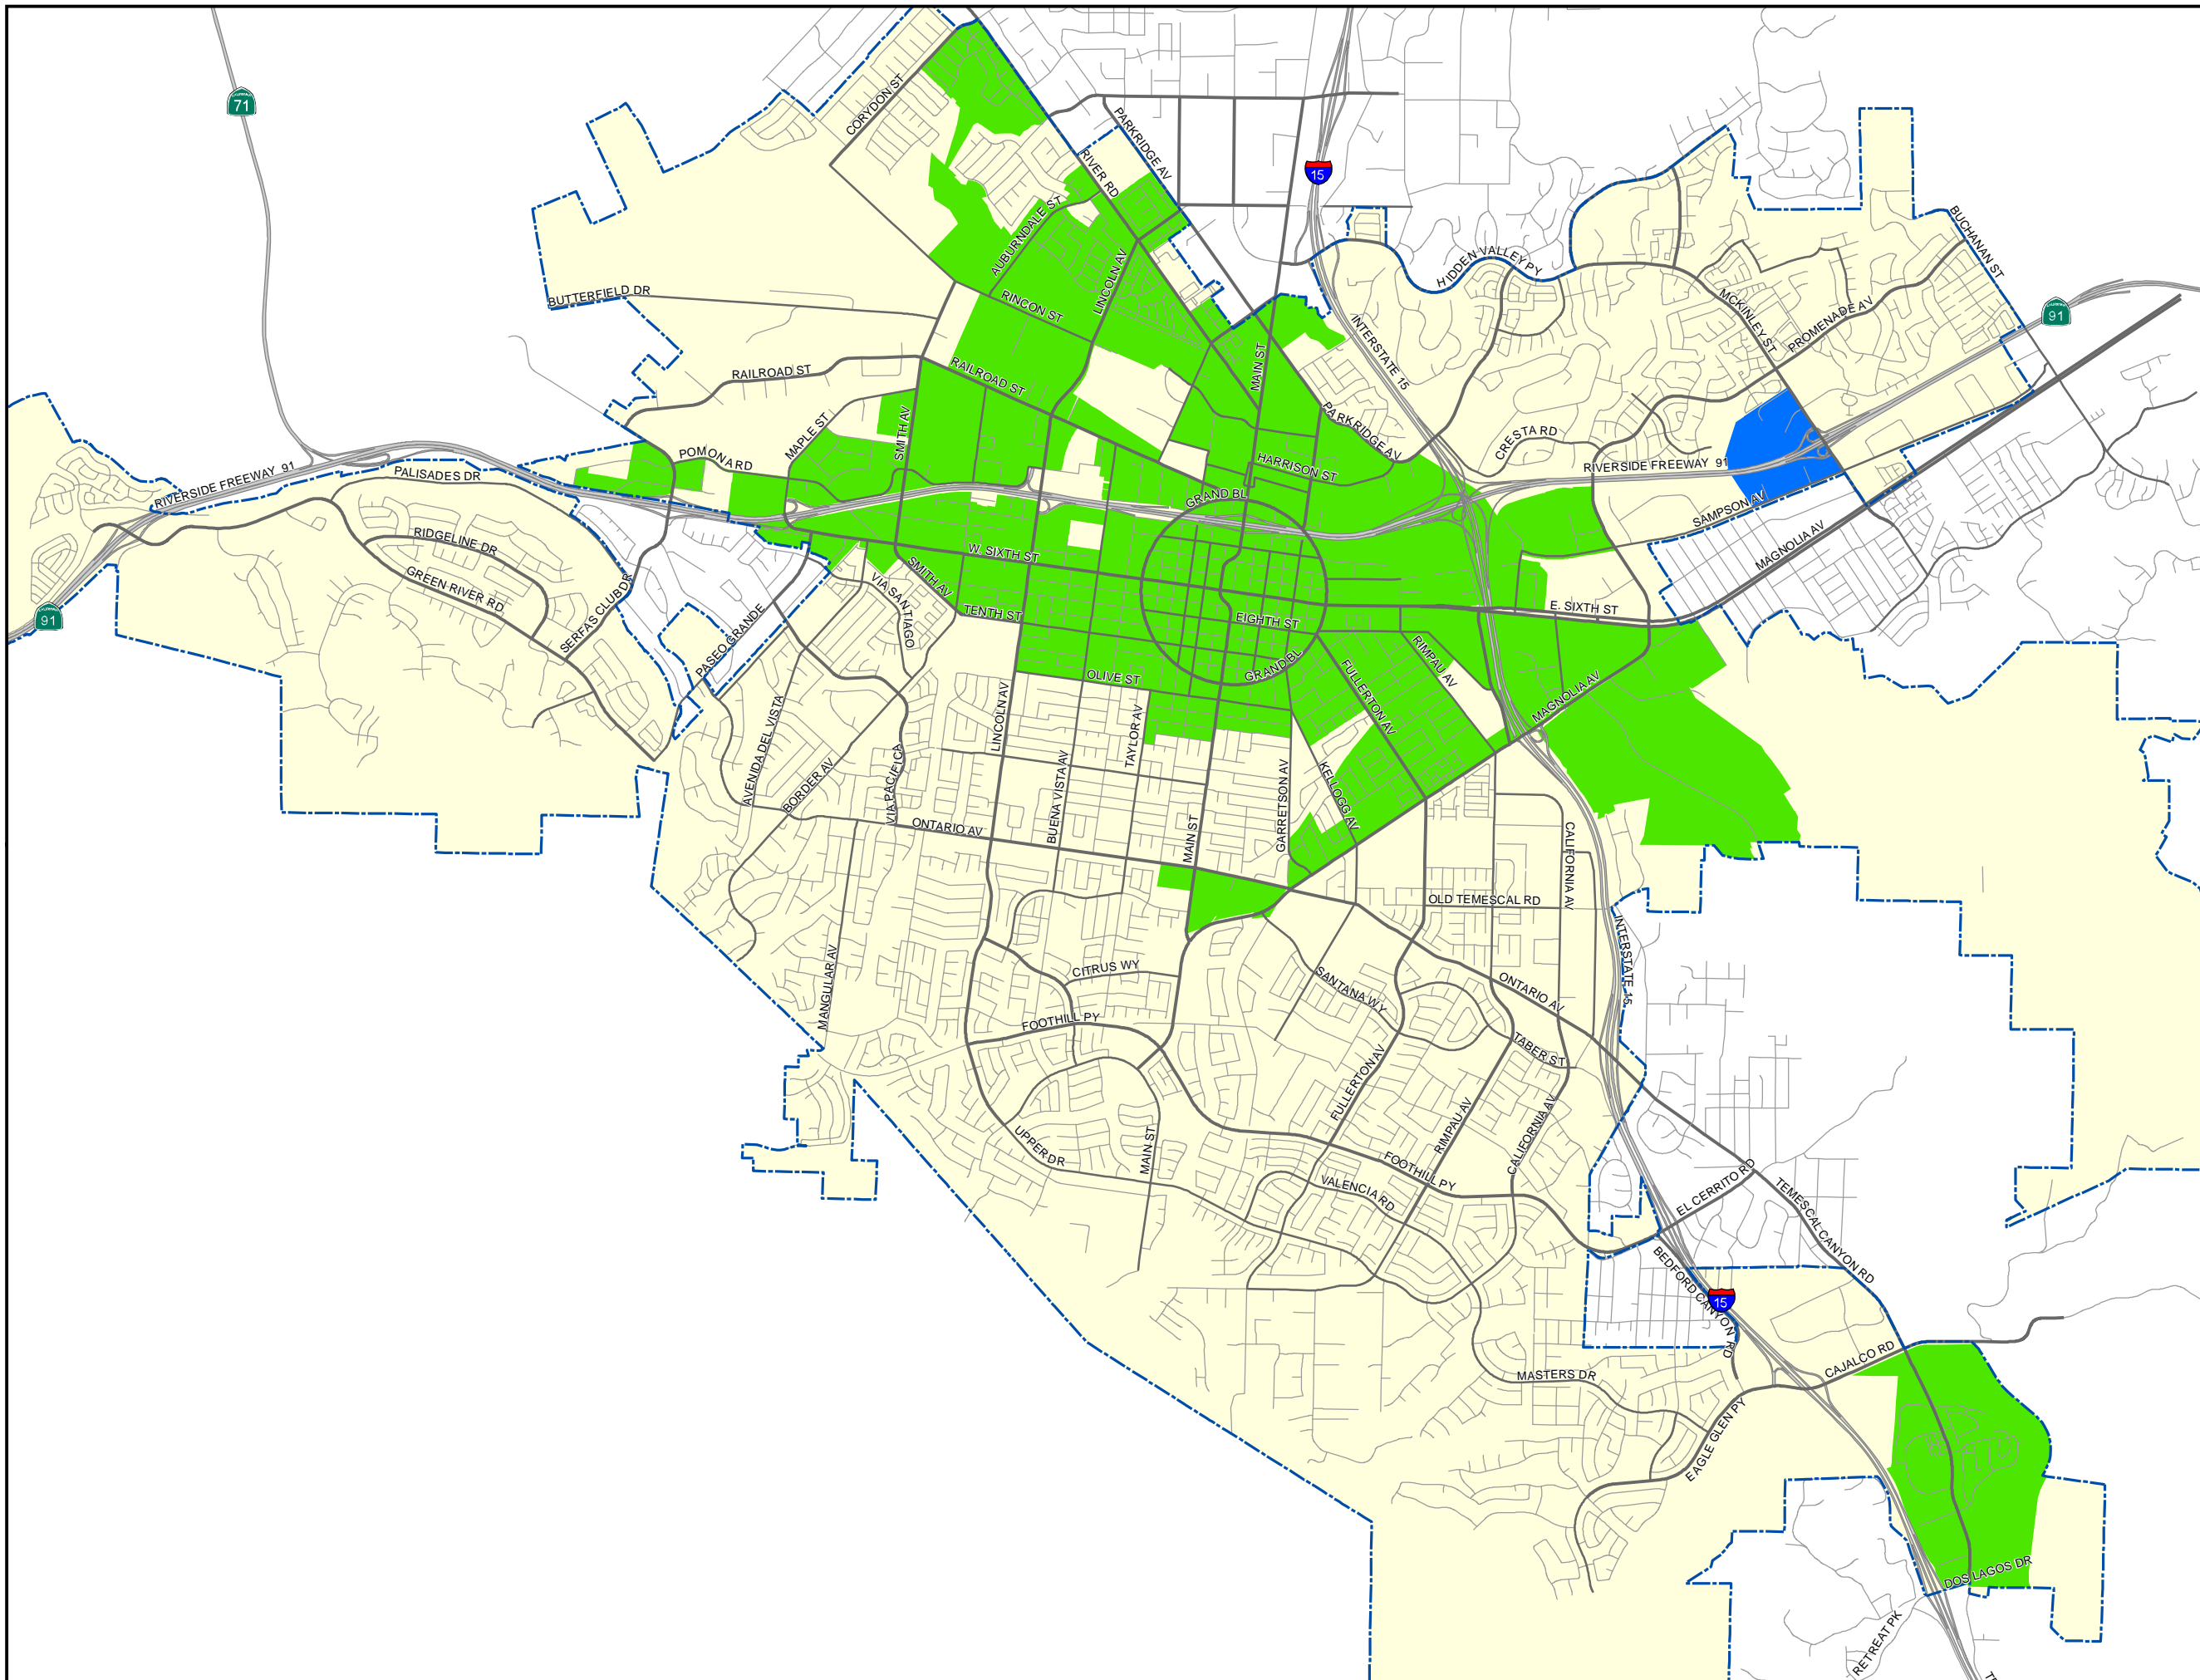 71
CORYDON ST
PARKRIDGE AV
RIVER RD
15
AUBURNDALE ST
LINCOLN AV
HIDDEN VALLEY PY
BUCHANAN ST
BUTTERFIELD DR
RINCON ST
MCKINLEY ST
PROMENADE AV
91
INTERSTATE 15
MAIN ST
RAILROAD ST
RAILROAD ST
SMITH AV
MAPLE ST
PARKRIDGE AV
CRESTA RD
POMONA RD
HARRISON ST
RIVERSIDE FREEWAY 91
RIVERSIDE FREEWAY 91
PALISADES DR
GRAND BL
SAMPSON AV
MAGNOLIA AV
RIDGELINE DR
W. SIXTH ST
GREEN RIVER RD
SMITH AV
VIA SANTIAGO
TENTH ST
EIGHTH ST
E. SIXTH ST
91
SERFAS CLUB DR
PASEO GRANDE
GRAND BL
RIMPAU AV
FULLERTON AV
OLIVE ST
MAGNOLIA AV
LINCOLN AV
TAYLOR AV
AVENIDA DEL VISTA
BORDER AV
VIA PACIFICA
BUENA VISTA AV
GARRETSON AV
KELLOGG AV
ONTARIO AV
MAIN ST
CALIFORNIA AV
OLD TEMESCAL RD
INTERSTATE 15
MANGULAR AV
CITRUS WY
SANTANA WY
ONTARIO AV
FOOTHILL PY
TABER ST
FULLERTON AV
RIMPAU AV
CALIFORNIA AV
UPPER DR
MAIN ST
FOOTHILL PY
VALENCIA RD
EL CERRITO RD
TEMESCAL CANYON RD
BEDFORD CANYON RD
15
CAJALCO RD
MASTERS DR
EAGLE GLEN PY
DOS LAGOS DR
RETREAT PK